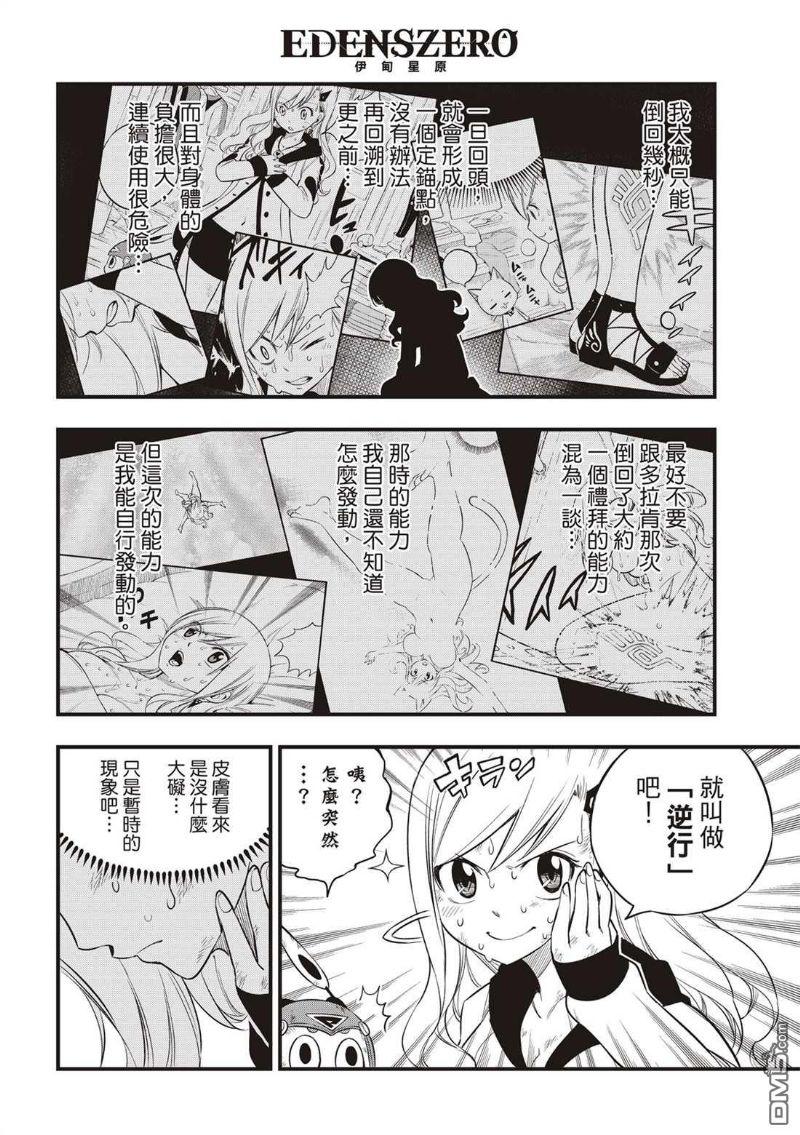 EDENSZERO
伊甸星原
我大概只能
倒回幾秒…
一旦回頭，
就會形成
一個定錨點，
沒有辦法
再回溯到
更之前…
而且對身體的
負擔很大，
連續使用很危險…
最好不要
跟多拉肯那次
倒回了大約
一個禮拜的能力
混為一談…
那時的能力
我自己還不知道
怎麼發動，
但這次的能力
是我能自行發動的。
就叫做
「逆行」
吧！
キラン
咦？
怎麼突然
…？
皮膚看來
是沒什麼
大礙…
只是暫時的
現象吧…
DM5.com